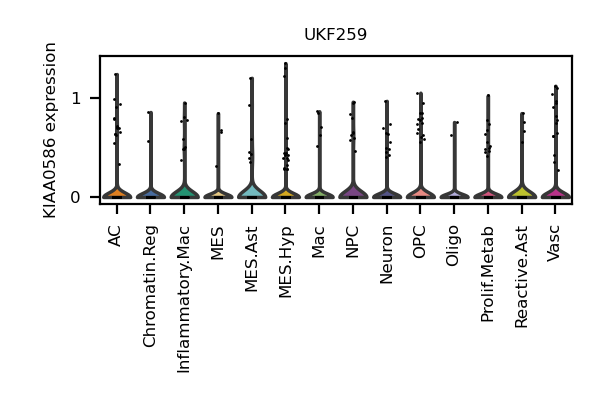 UKF259
KIAA0586 expression
1
0
AC
Chromatin.Reg
Inflammatory.Mac
MES
MES.Ast
MES.Hyp
Mac
NPC
Neuron
OPC
Oligo
Prolif.Metab
Reactive.Ast
Vasc